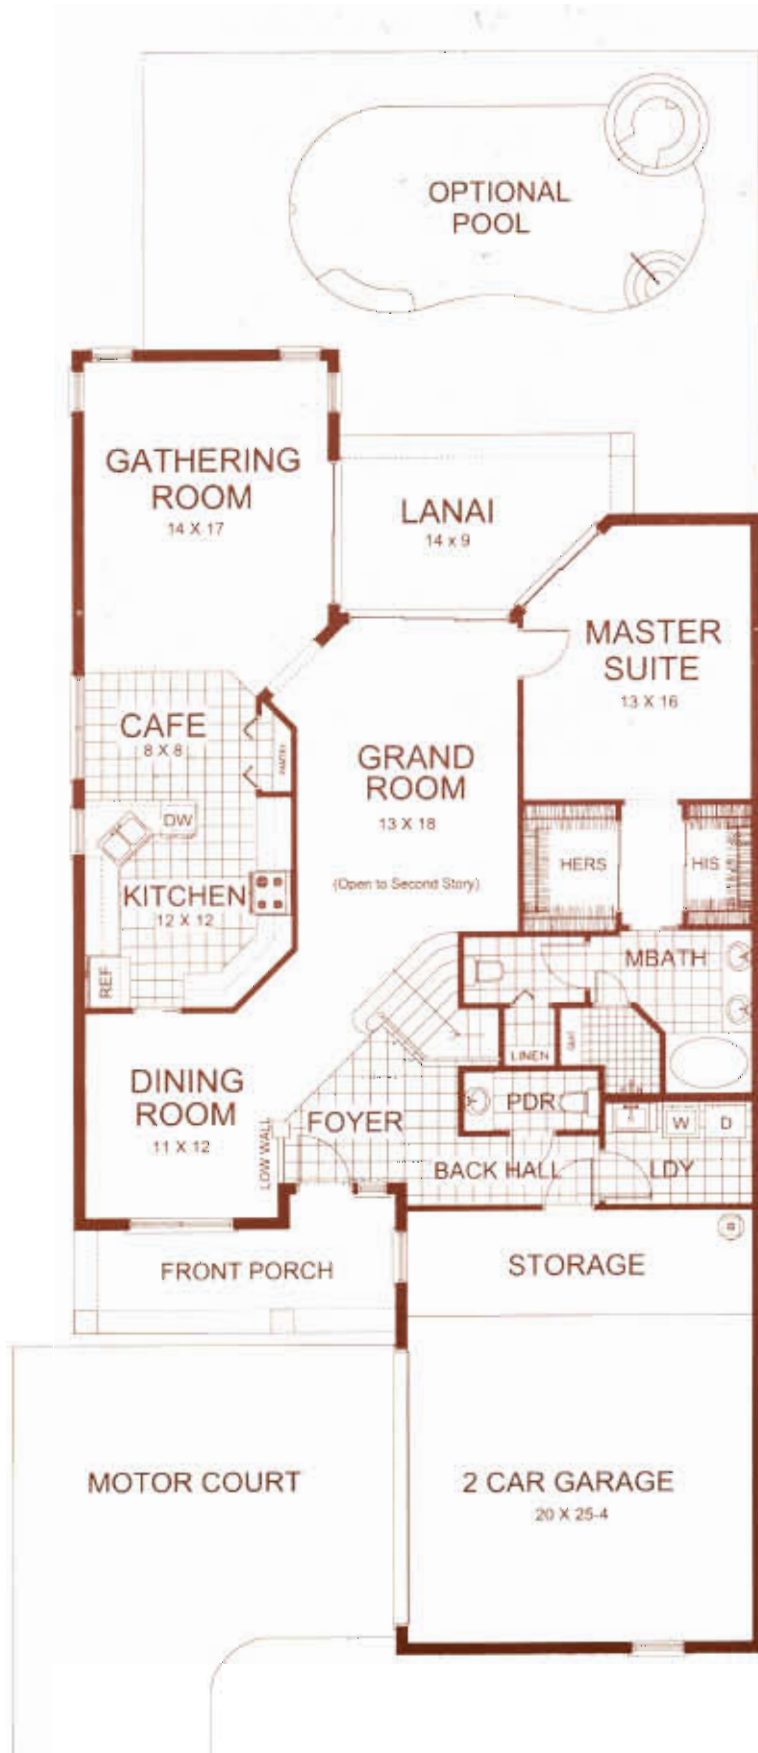 OPTIONAL
POOL
GATHERING
ROOM
14 X 17
LANAI
14 x 9
MASTER
SUITE
13 X 16
CAFE
8 X 8
PANTRY
GRAND
ROOM
13 X 18
(Open to Second Story)
DW
KITCHEN
12 X 12
REF
HERS
HIS
MBATH
LINEN
SEAT
DINING
ROOM
11 X 12
LOW WALL
FOYER
PDR
BACK HALL
W
D
LDY
FRONT PORCH
STORAGE
MOTOR COURT
2 CAR GARAGE
20 X 25-4